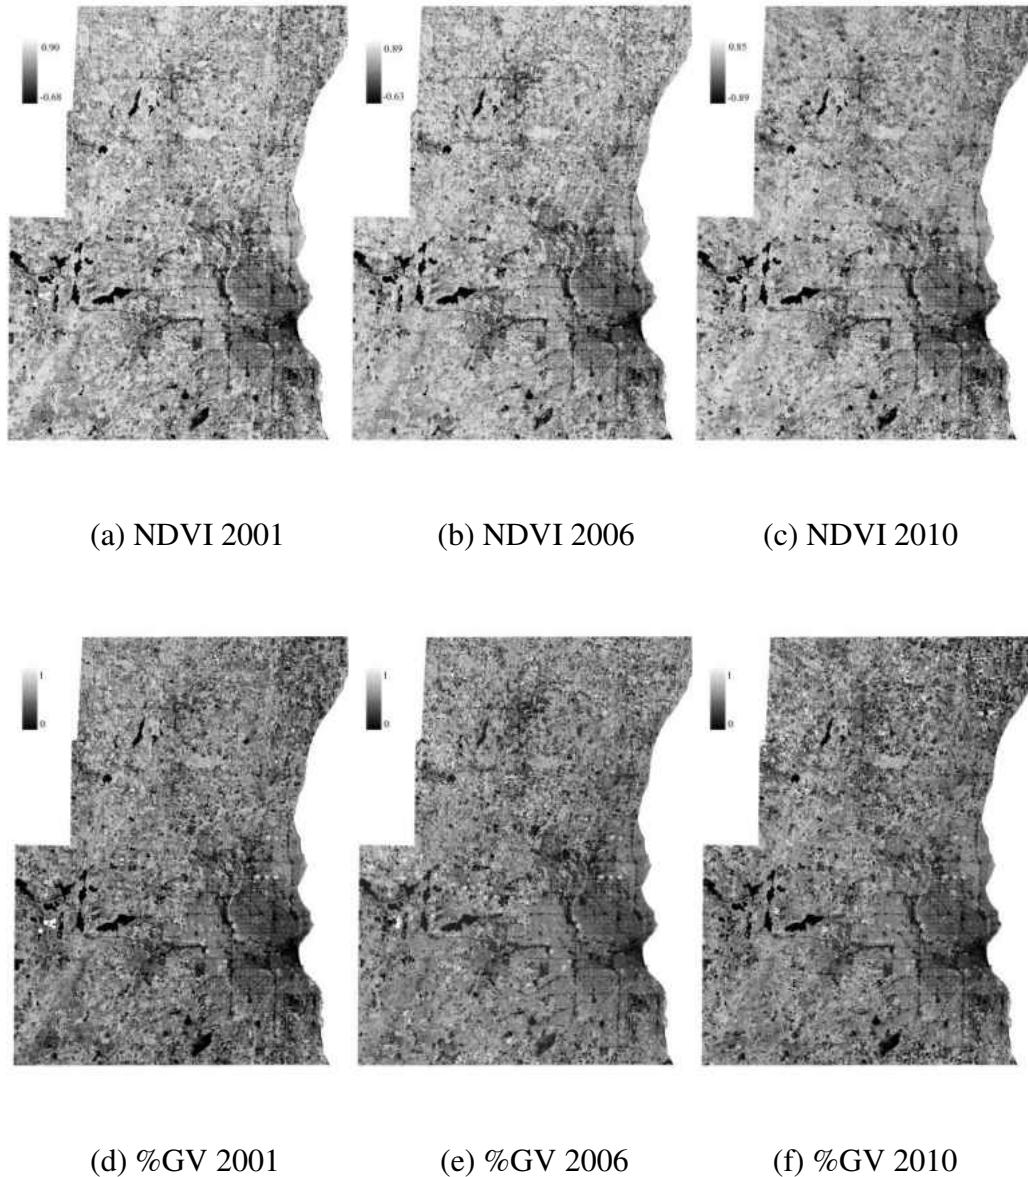 0.90
-0.68
0.89
-0.63
0.85
-0.89
(a) NDVI 2001
(b) NDVI 2006
(c) NDVI 2010
1
0
1
0
1
0
(d) %GV 2001
(e) %GV 2006
(f) %GV 2010